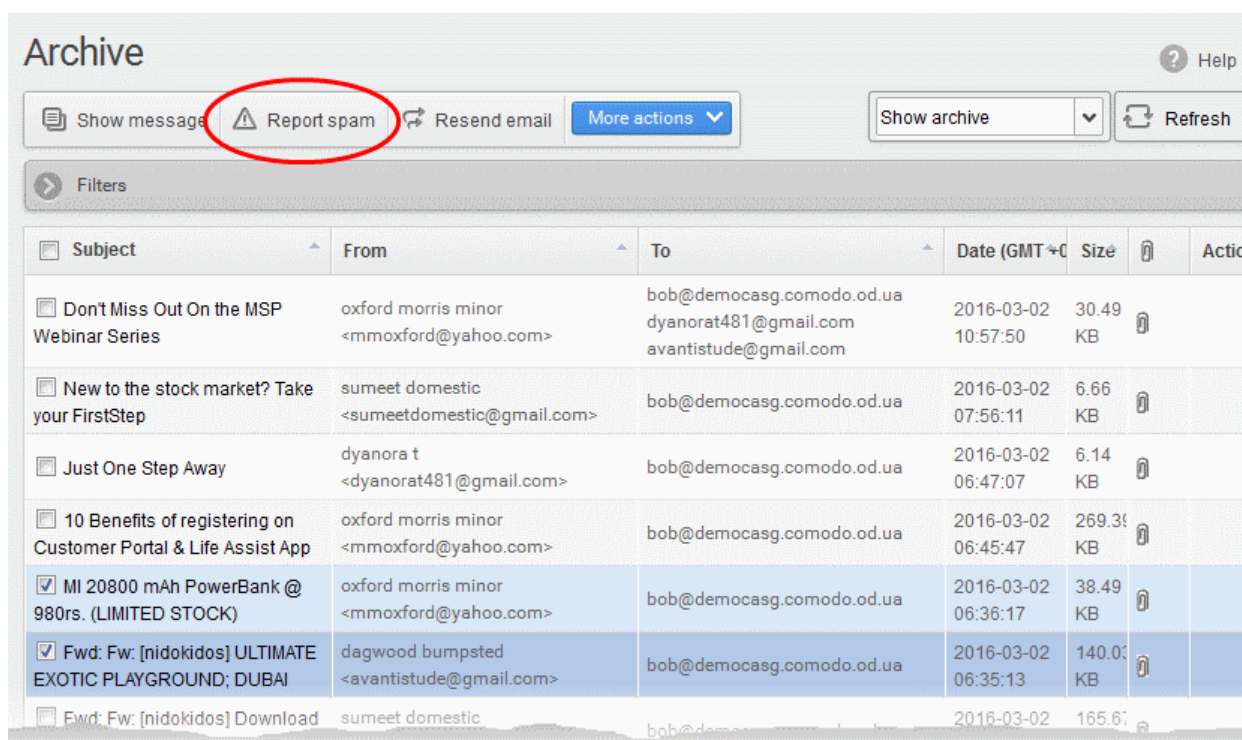 Archive
Help
Show message
Report spam
Resend email
More actions
Show archive
Refresh
Filters
Subject From To Date (GMT +0 Size Actio
Don't Miss Out On the MSP
Webinar Series
oxford morris minor
<mmoxford@yahoo.com>
bob@democasg.comodo.od.ua
dyanorat481@gmail.com
avantistude@gmail.com
2016-03-02
10:57:50
30.49
KB
New to the stock market? Take
your FirstStep
sumeet domestic
<sumeetdomestic@gmail.com>
bob@democasg.comodo.od.ua
2016-03-02
07:56:11
6.66
KB
Just One Step Away
dyanora t
<dyanorat481@gmail.com>
bob@democasg.comodo.od.ua
2016-03-02
06:47:07
6.14
KB
10 Benefits of registering on
Customer Portal & Life Assist App
oxford morris minor
<mmoxford@yahoo.com>
bob@democasg.comodo.od.ua
2016-03-02
06:45:47
269.39
KB
MI 20800 mAh PowerBank @
980rs. (LIMITED STOCK)
oxford morris minor
<mmoxford@yahoo.com>
bob@democasg.comodo.od.ua
2016-03-02
06:36:17
38.49
KB
Fwd: Fw: [nidokidos] ULTIMATE
EXOTIC PLAYGROUND; DUBAI
dagwood bumpsted
<avantistude@gmail.com>
bob@democasg.comodo.od.ua
2016-03-02
06:35:13
140.03
KB
Fwd: Fw: [nidokidos] Download
sumeet domestic
2016-03-02
165.67